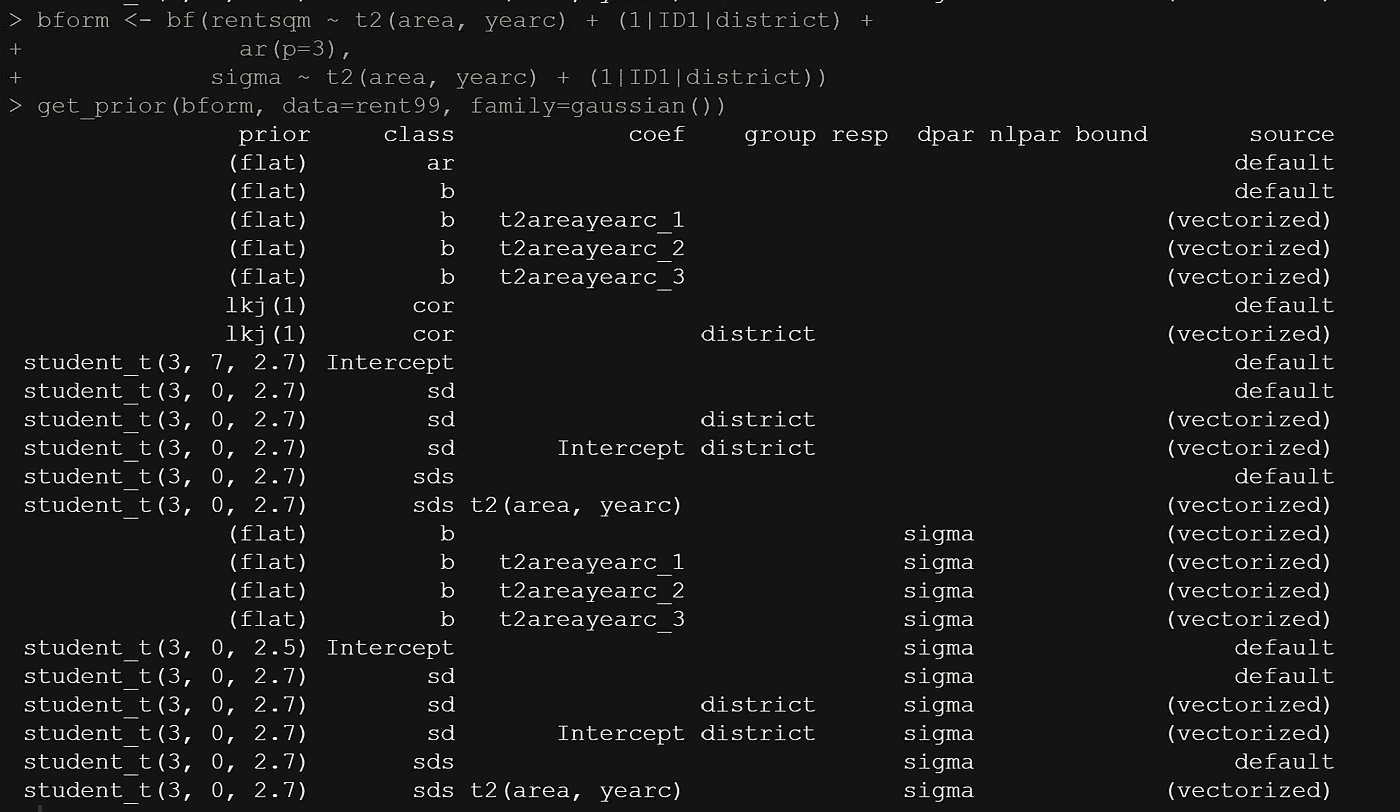 > bform <- bf(rentsqm ~ t2(area, yearc) + (1|ID1|district) +
+ ar(p=3),
+ sigma ~ t2(area, yearc) + (1|ID1|district))
> get_prior(bform, data=rent99, family=gaussian())
prior class coef group resp dpar nlpar bound source
(flat) ar default
(flat) b default
(flat) b t2areayearc_1 (vectorized)
(flat) b t2areayearc_2 (vectorized)
(flat) b t2areayearc_3 (vectorized)
lkj(1) cor default
lkj(1) cor district (vectorized)
student_t(3, 7, 2.7) Intercept default
student_t(3, 0, 2.7) sd default
student_t(3, 0, 2.7) sd district (vectorized)
student_t(3, 0, 2.7) sd Intercept district (vectorized)
student_t(3, 0, 2.7) sds default
student_t(3, 0, 2.7) sds t2(area, yearc) (vectorized)
(flat) b sigma (vectorized)
(flat) b t2areayearc_1 sigma (vectorized)
(flat) b t2areayearc_2 sigma (vectorized)
(flat) b t2areayearc_3 sigma (vectorized)
student_t(3, 0, 2.5) Intercept sigma default
student_t(3, 0, 2.7) sd sigma default
student_t(3, 0, 2.7) sd district sigma (vectorized)
student_t(3, 0, 2.7) sd Intercept district sigma (vectorized)
student_t(3, 0, 2.7) sds sigma default
student_t(3, 0, 2.7) sds t2(area, yearc) sigma (vectorized)